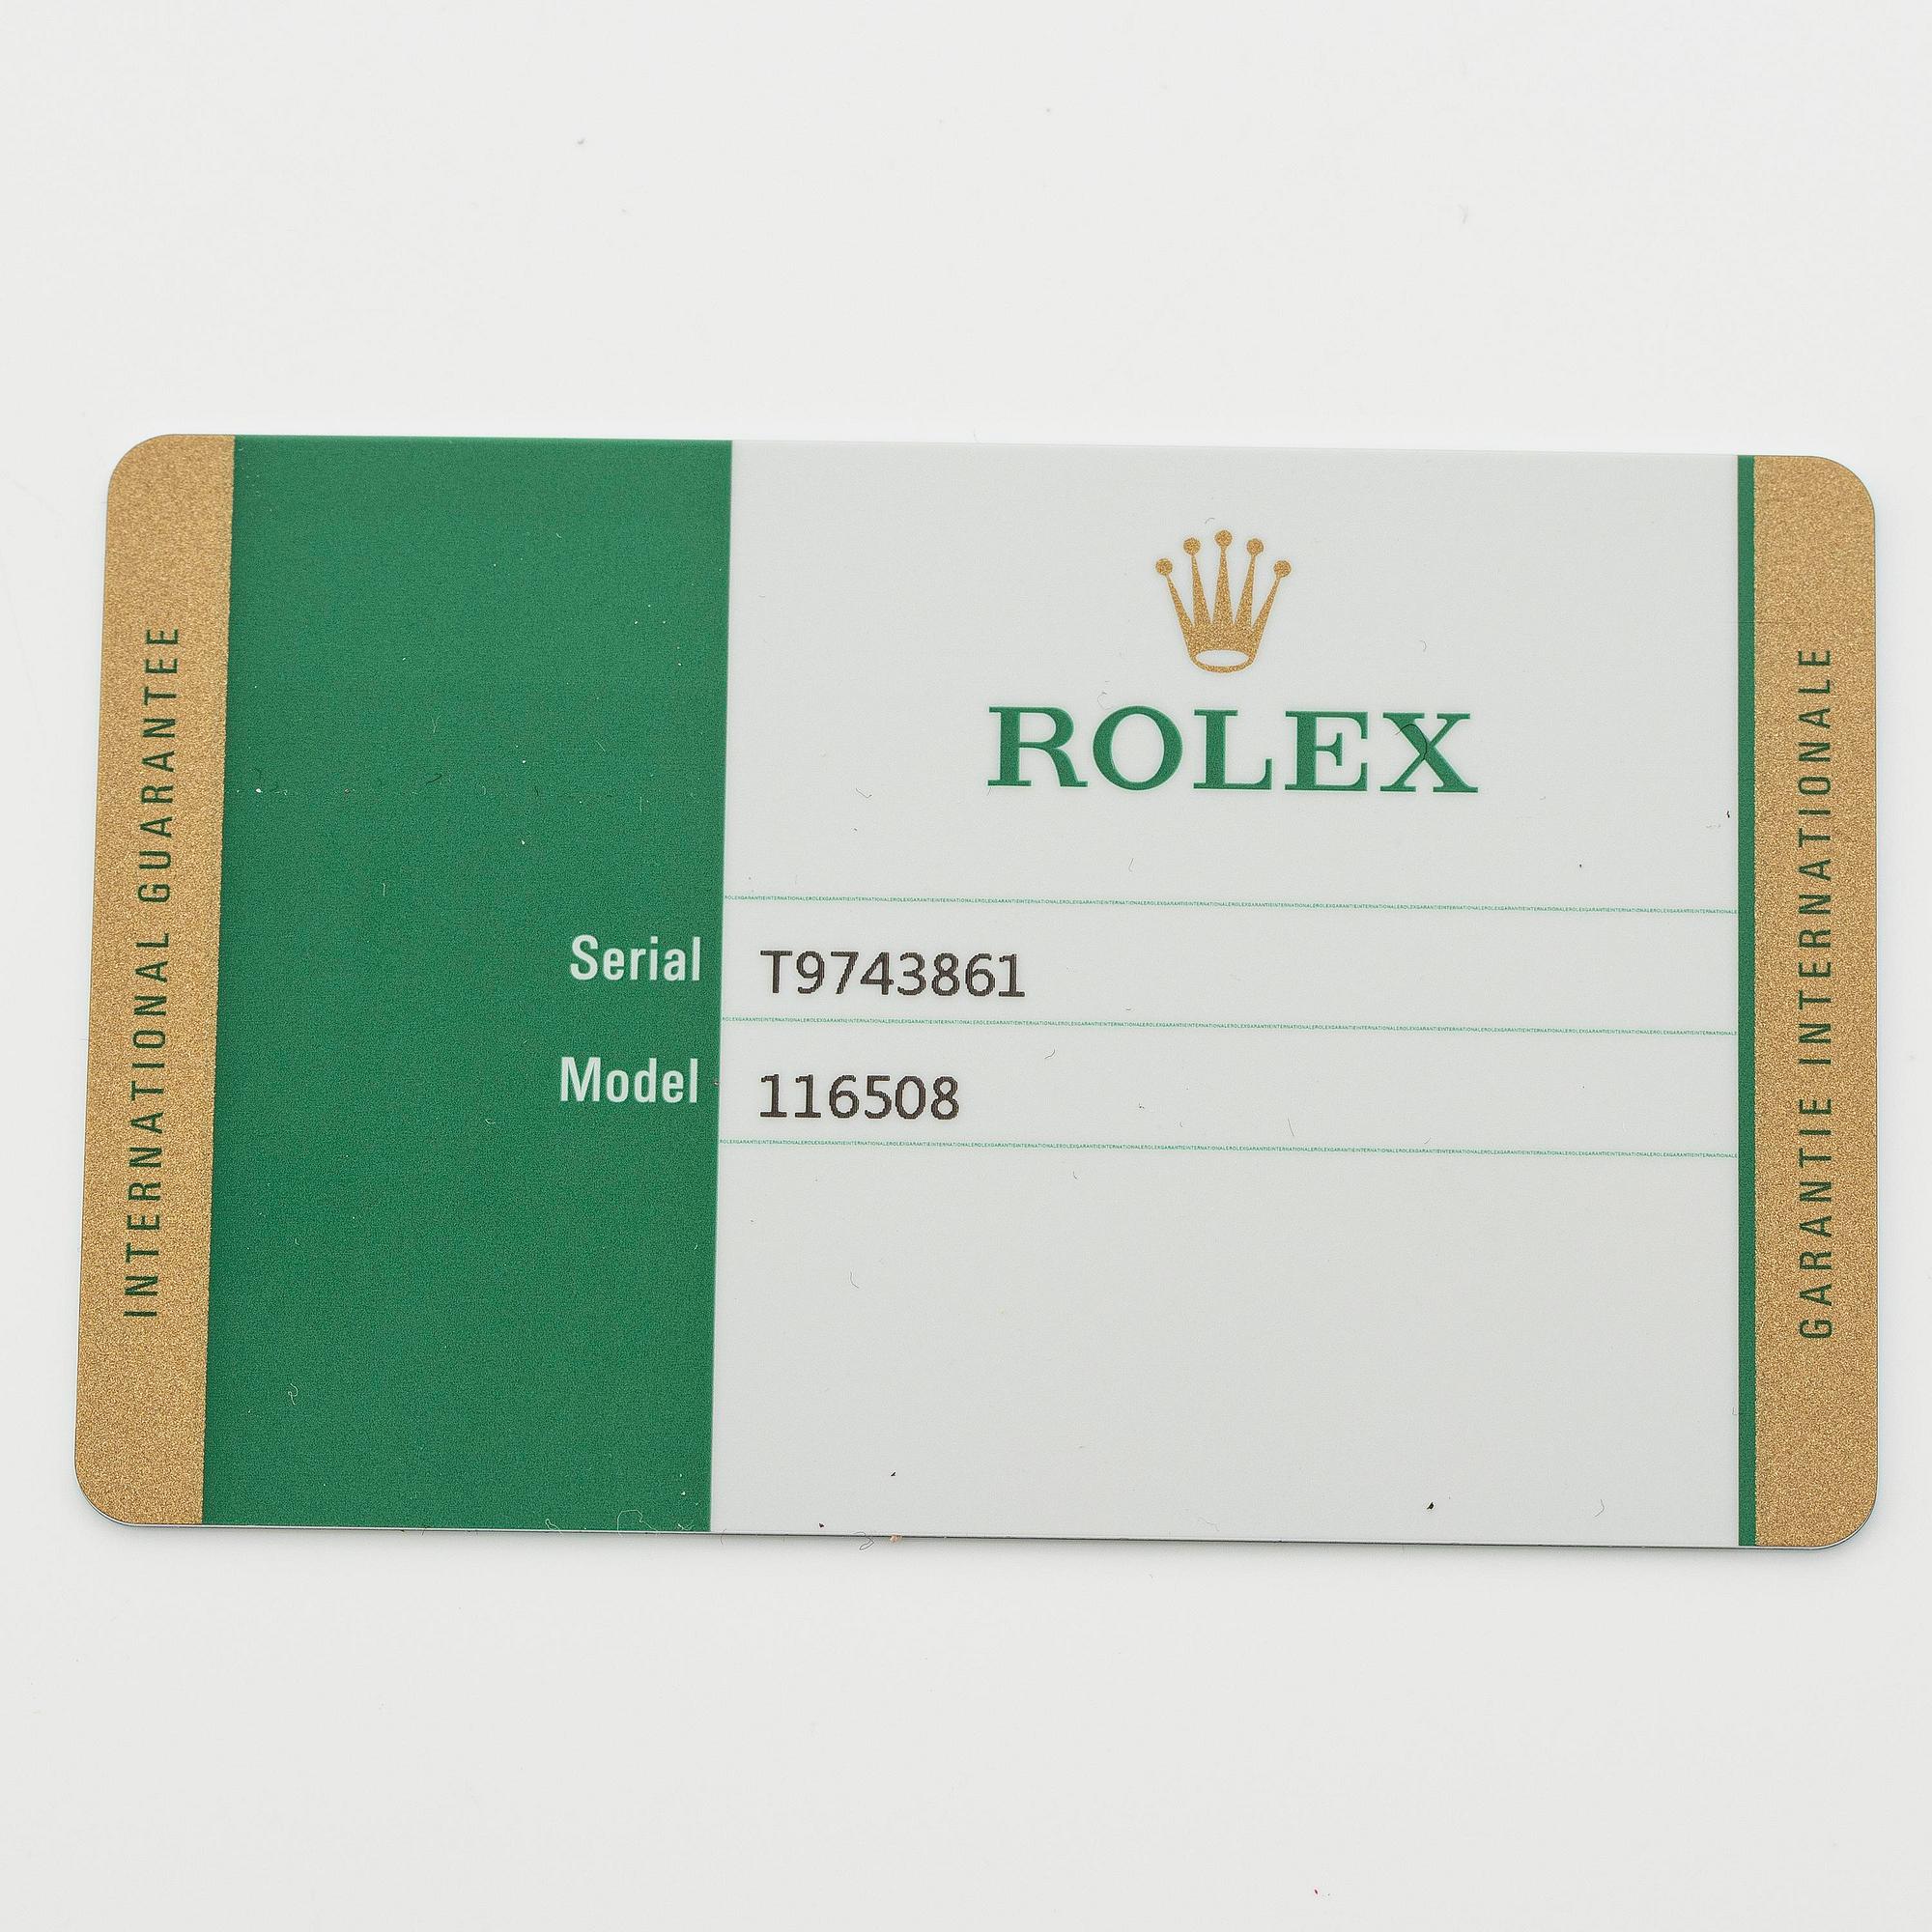 INTERNATIONAL GUARANTEE
ROLEX
Serial T9743861
Model 116508
GARANTIE INTERNATIONALE